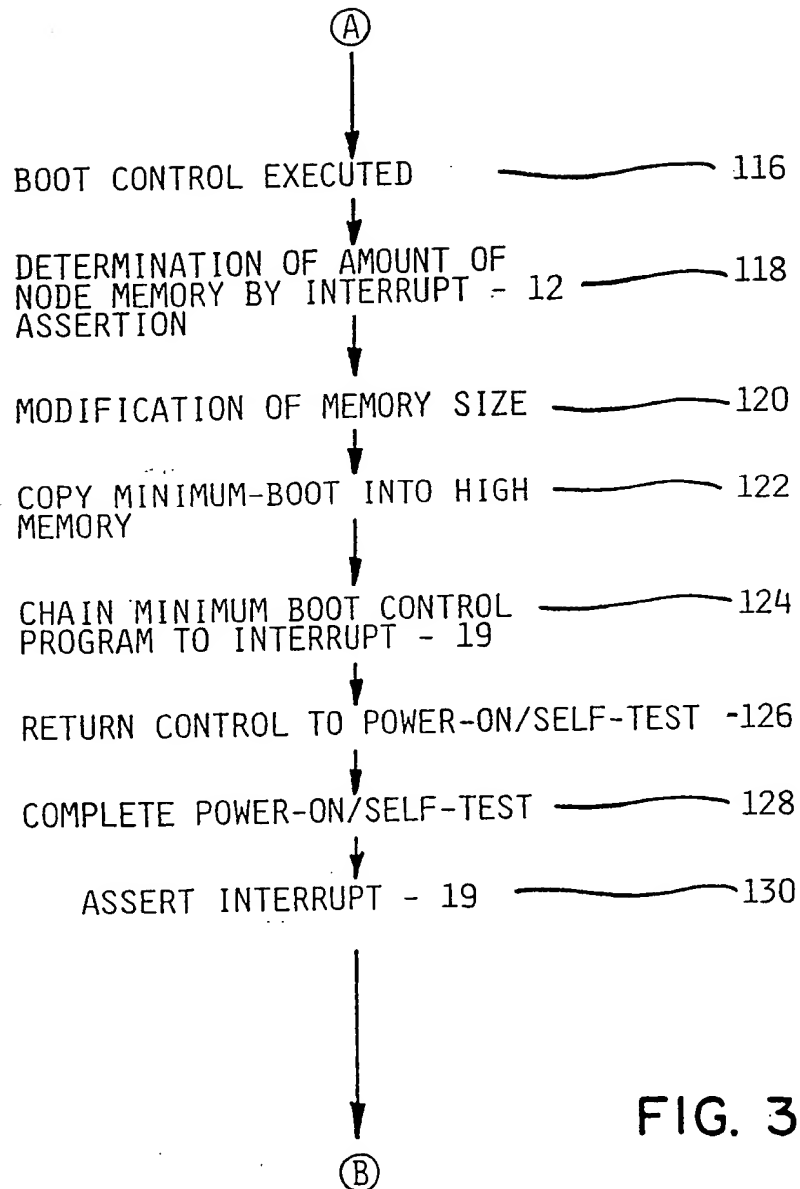 A
BOOT CONTROL EXECUTED 116
DETERMINATION OF AMOUNT OF
NODE MEMORY BY INTERRUPT - 12 118
ASSERTION
MODIFICATION OF MEMORY SIZE 120
COPY MINIMUM-BOOT INTO HIGH 122
MEMORY
CHAIN MINIMUM BOOT CONTROL 124
PROGRAM TO INTERRUPT - 19
RETURN CONTROL TO POWER-ON/SELF-TEST -126
COMPLETE POWER-ON/SELF-TEST 128
ASSERT INTERRUPT - 19 130
FIG. 3
B